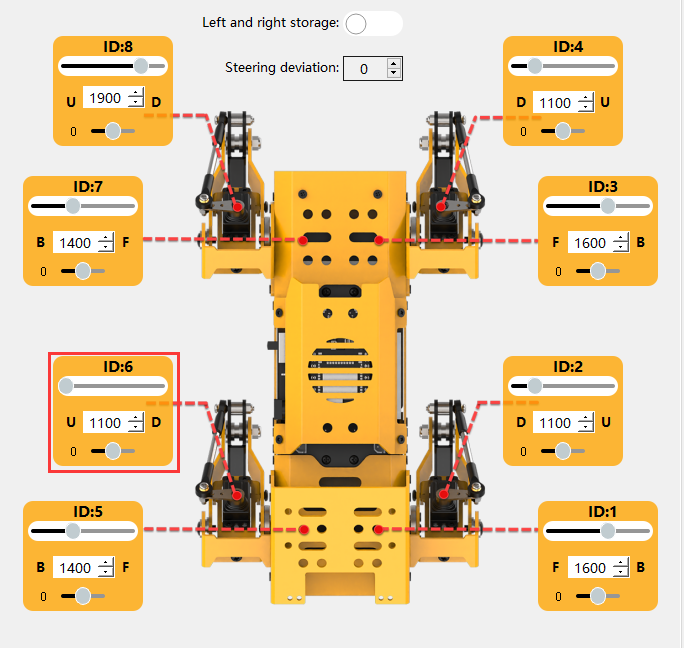 Left and right storage:
Steering deviation: 0
ID:8
U 1900 D
0
ID:4
D 1100 U
0
ID:7
B 1400 F
0
ID:3
F 1600 B
0
ID:6
U 1100 D
0
ID:2
D 1100 U
0
ID:5
B 1400 F
0
ID:1
F 1600 B
0